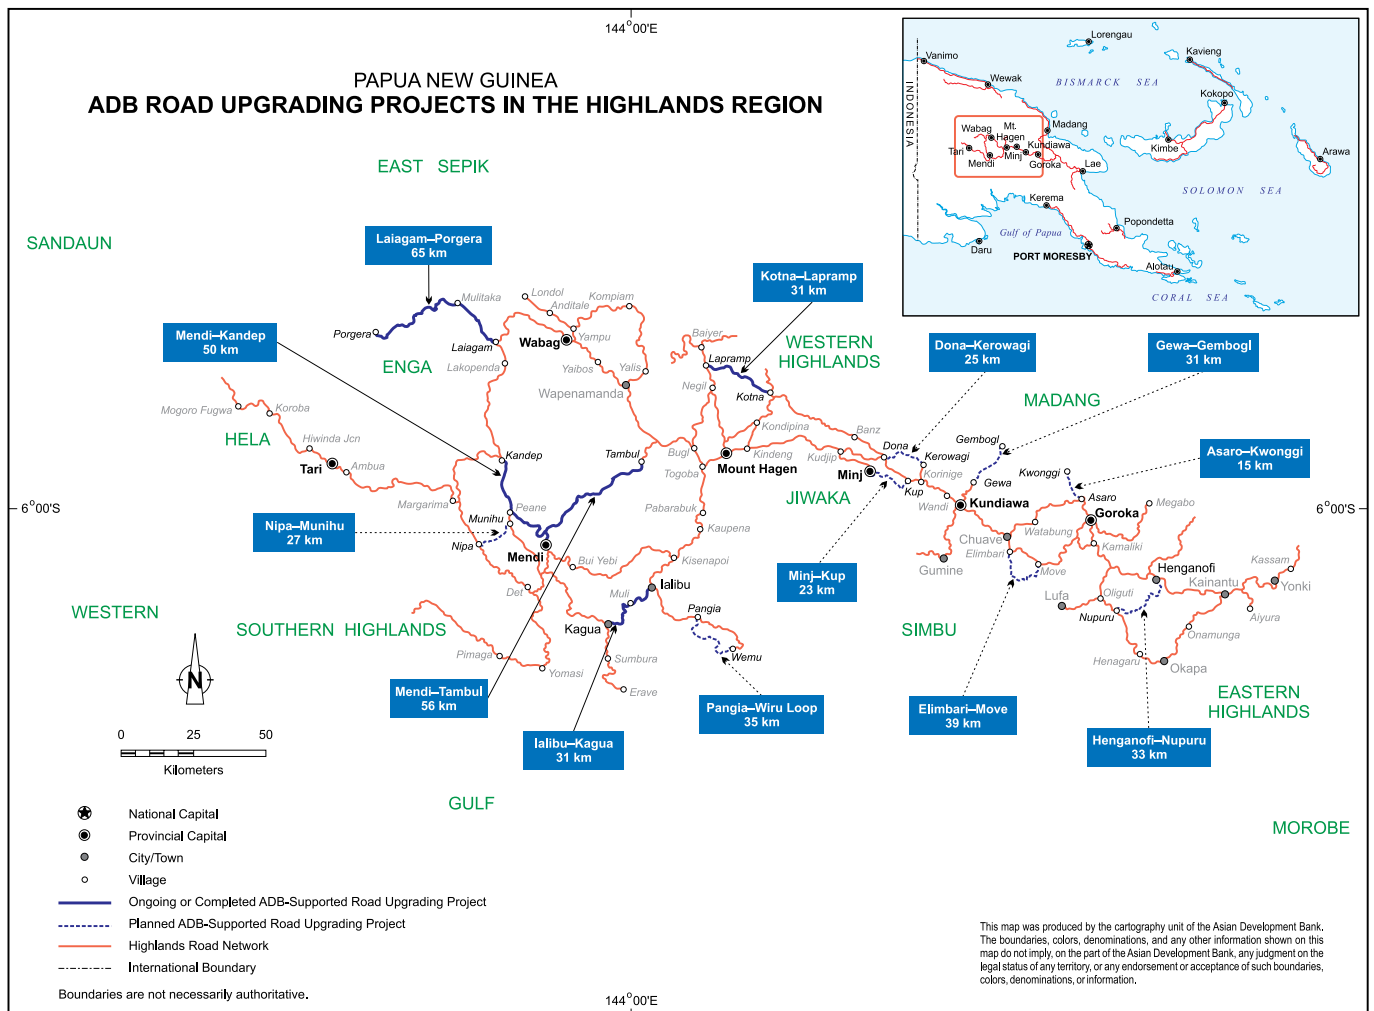 144°00'E
PAPUA NEW GUINEA
ADB ROAD UPGRADING PROJECTS IN THE HIGHLANDS REGION
EAST SEPIK
SANDAUN
Laiagam–Porgera
65 km
Kotna–Lapramp
31 km
Mendi–Kandep
50 km
Dona–Kerowagi
25 km
Gewa–Gembogl
31 km
Asaro–Kwonggi
15 km
Nipa–Munihu
27 km
Minj–Kup
23 km
Mendi–Tambul
56 km
Ialibu–Kagua
31 km
Pangia–Wiru Loop
35 km
Elimbari–Move
39 km
Henganofi–Nupuru
33 km
ENGA
WESTERN
HIGHLANDS
MADANG
HELA
JIWAKA
WESTERN
SOUTHERN HIGHLANDS
SIMBU
EASTERN
HIGHLANDS
GULF
MOROBE
Porgera
Mulitaka
Laiagam
Lakopenda
Londol
Anditale
Kompiam
Wabag
Yampu
Yaibos
Yalis
Wapenamanda
Baiyer
Lapramp
Negil
Kotna
Kondipina
Kindeng
Banz
Kudjip
Dona
Minj
Kerowagi
Korinige
Kup
Gembogl
Gewa
Wandi
Kundiawa
Kwonggi
Asaro
Goroka
Megabo
Watabung
Kamaliki
Chuave
Elimbari
Move
Gumine
Lufa
Oliguti
Nupuru
Henganofi
Kainantu
Kassam
Yonki
Aiyura
Onamunga
Henagaru
Okapa
Mogoro Fugwa
Koroba
Hiwinda Jcn
Tari
Ambua
Margarima
Kandep
Peane
Munihu
Nipa
Mendi
Tambul
Bugl
Togoba
Mount Hagen
Pabarabuk
Kaupena
Kisenapoi
Bui Yebi
Det
Ialibu
Muli
Kagua
Pangia
Wemu
Sumbura
Erave
Pimaga
Yomasi
6°00'S
6°00'S
Lorengau
Vanimo
Wewak
Kavieng
BISMARCK SEA
Kokopo
INDONESIA
Madang
Wabag
Mt.
Hagen
Kundiawa
Tari
Mendi
Minj
Goroka
Lae
Kimbe
Arawa
SOLOMON SEA
Kerema
Popondetta
Gulf of Papua
Daru
PORT MORESBY
Alotau
CORAL SEA
N
0 25 50
Kilometers
National Capital
Provincial Capital
City/Town
Village
Ongoing or Completed ADB-Supported Road Upgrading Project
Planned ADB-Supported Road Upgrading Project
Highlands Road Network
International Boundary
Boundaries are not necessarily authoritative.
144°00'E
This map was produced by the cartography unit of the Asian Development Bank.
The boundaries, colors, denominations, and any other information shown on this
map do not imply, on the part of the Asian Development Bank, any judgment on the
legal status of any territory, or any endorsement or acceptance of such boundaries,
colors, denominations, or information.